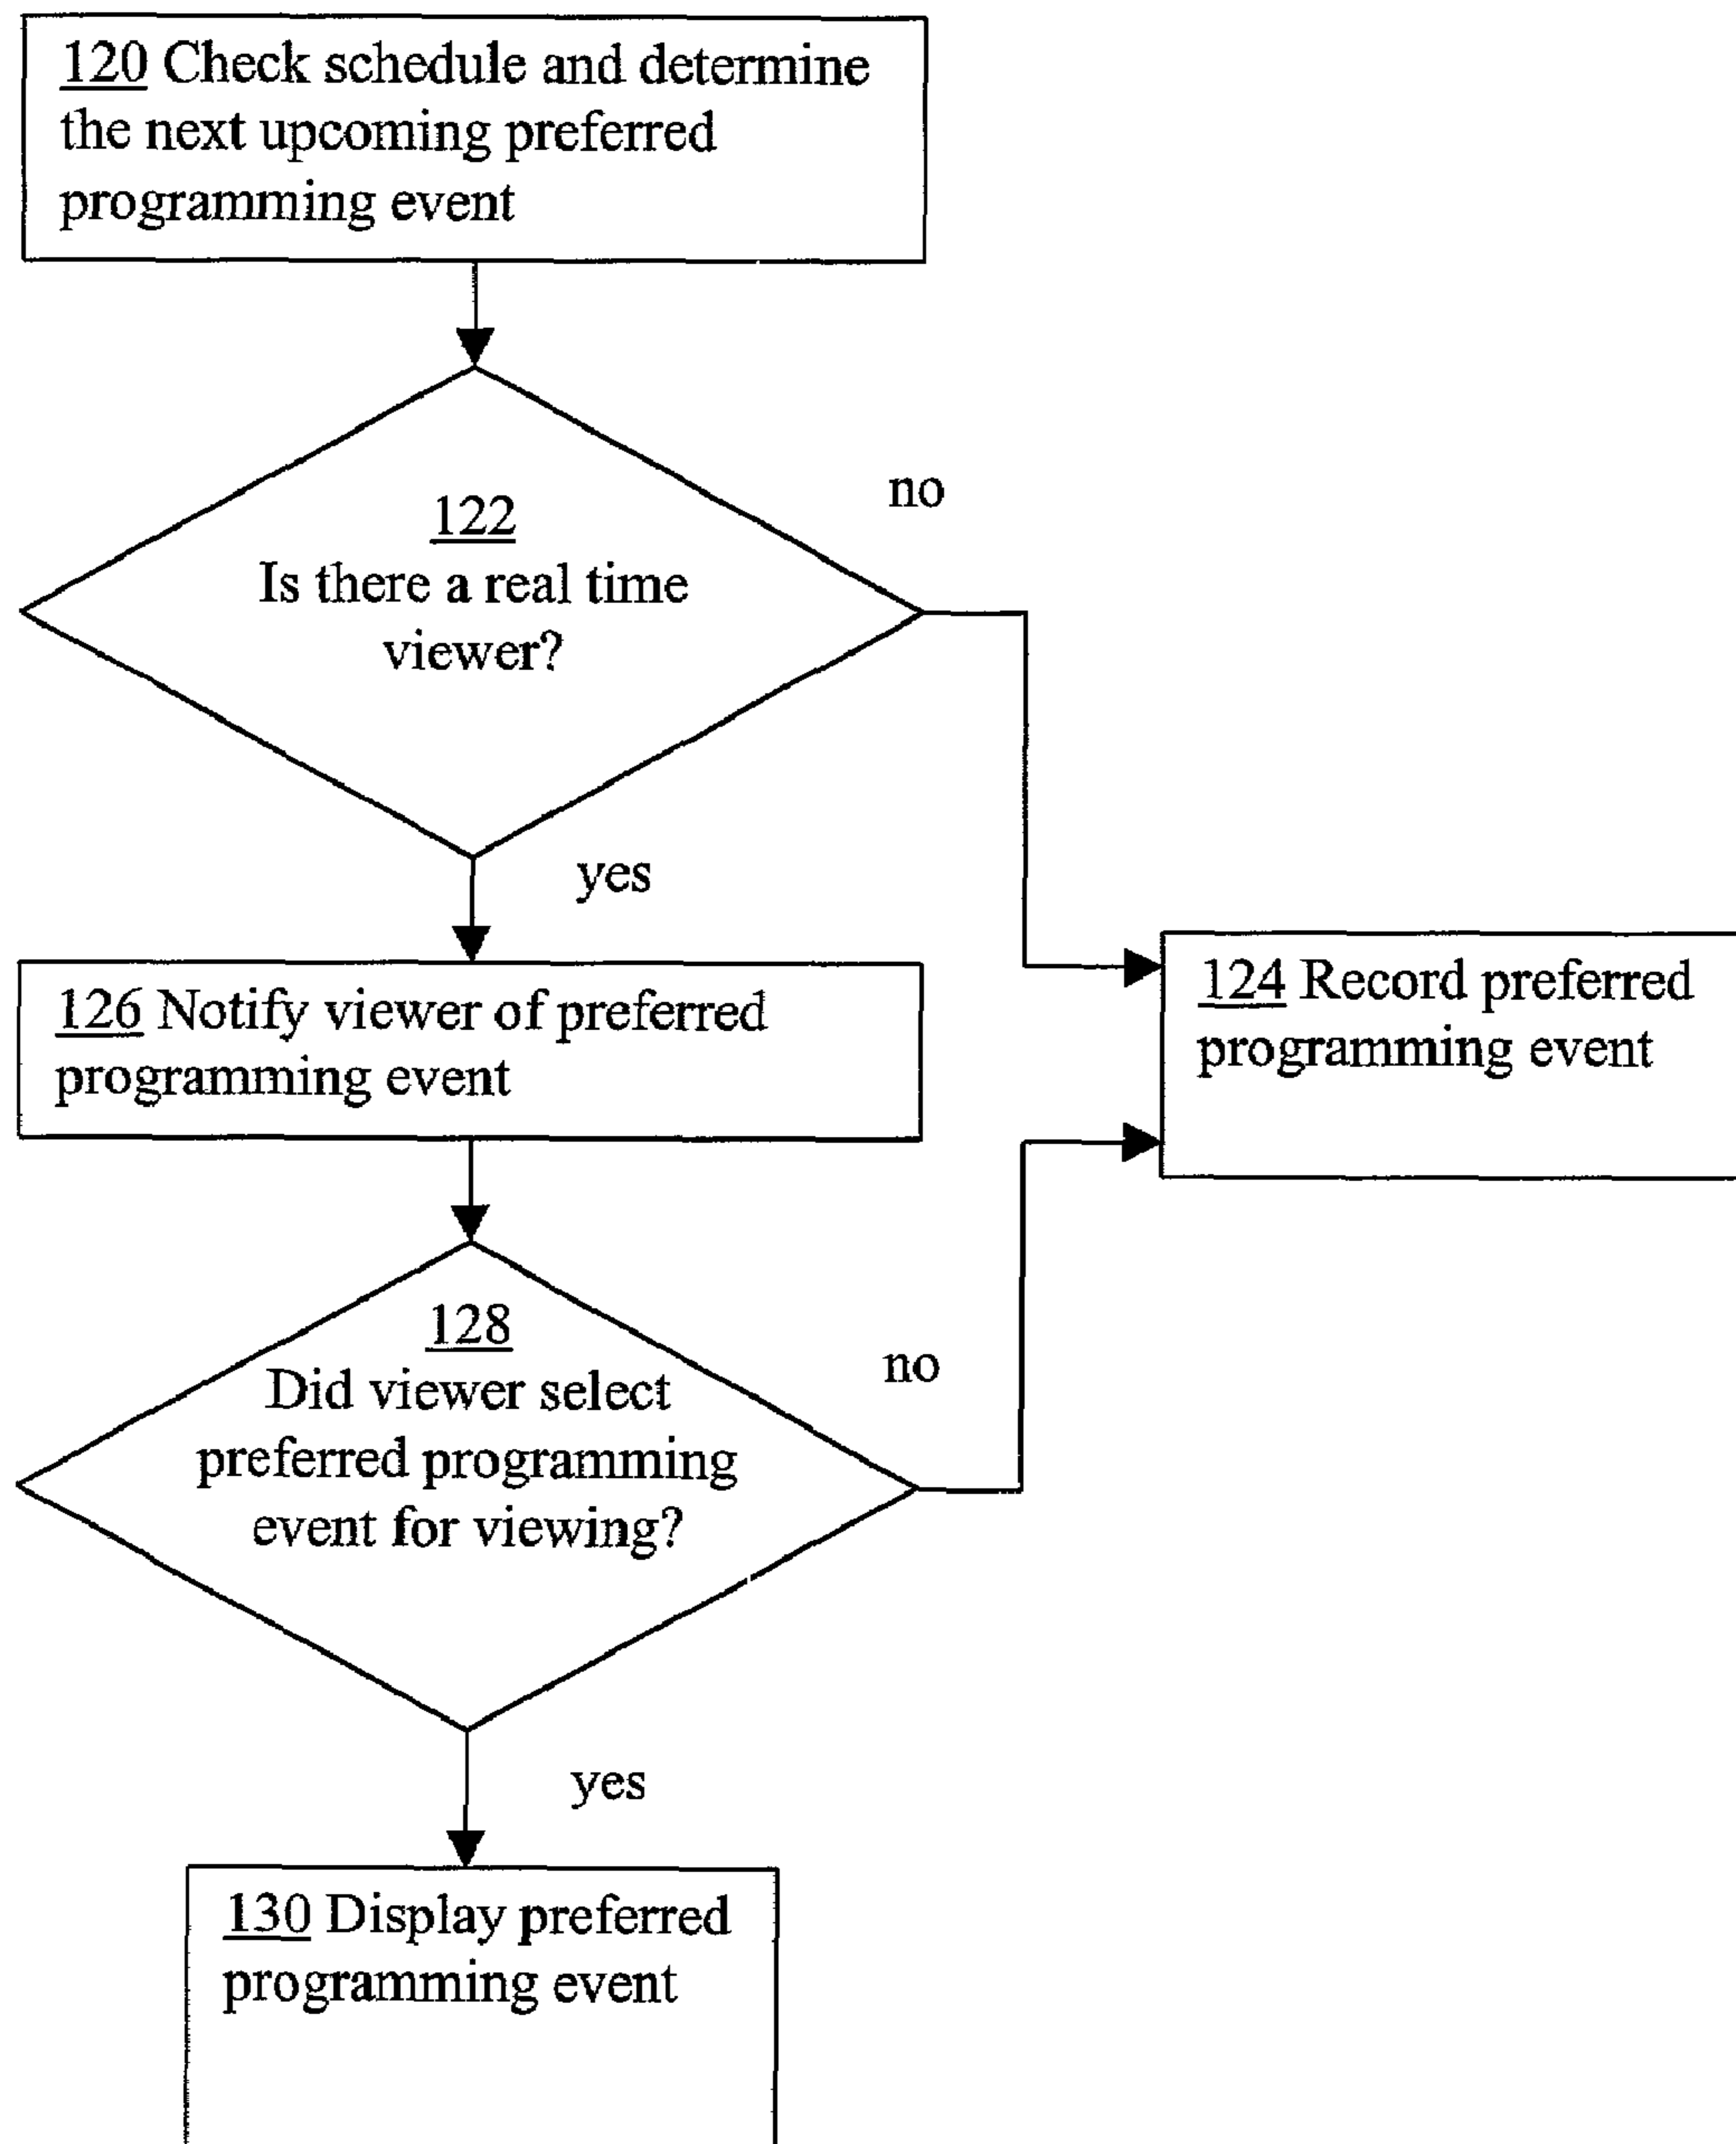 120 Check schedule and determine
the next upcoming preferred
programming event
no
122
Is there a real time
viewer?
yes
126 Notify viewer of preferred
programming event
124 Record preferred
programming event
128
Did viewer select
preferred programming
event for viewing?
no
yes
130 Display preferred
programming event